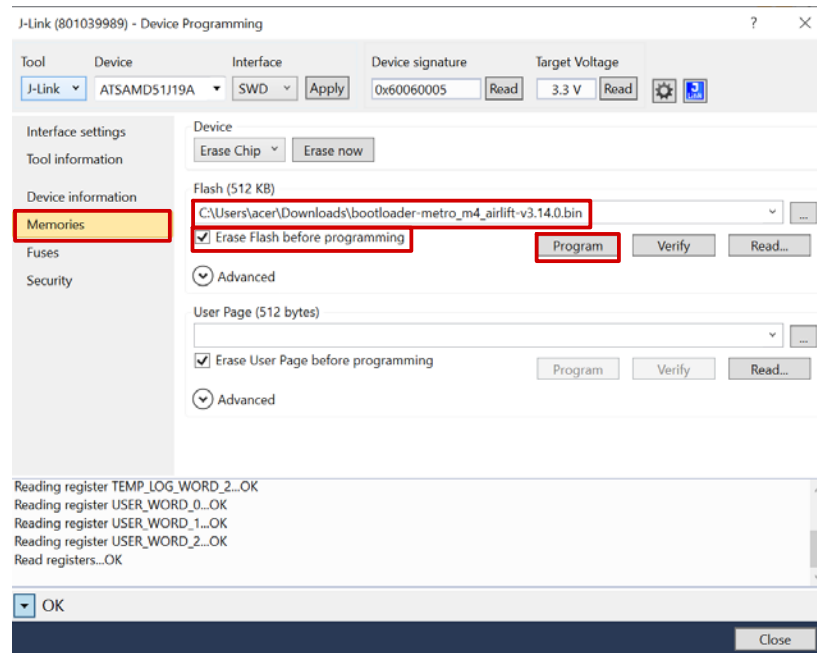 J-Link (801039989) - Device Programming ?
Tool Device Interface Device signature Target Voltage
J-Link ATSAMD51J19A SWD Apply 0x60060005 Read 3.3 V Read
Interface settings
Tool information
Device information
Memories
Fuses
Security
Device
Erase Chip Erase now
Flash (512 KB)
C:\Users\acer\Downloads\bootloader-metro_m4_airlift-v3.14.0.bin ...
Erase Flash before programming
Program Verify Read...
Advanced
User Page (512 bytes)
...
Erase User Page before programming
Program Verify Read...
Advanced
Reading register TEMP_LOG_WORD_2...OK
Reading register USER_WORD_0...OK
Reading register USER_WORD_1...OK
Reading register USER_WORD_2...OK
Read registers...OK
OK
Close